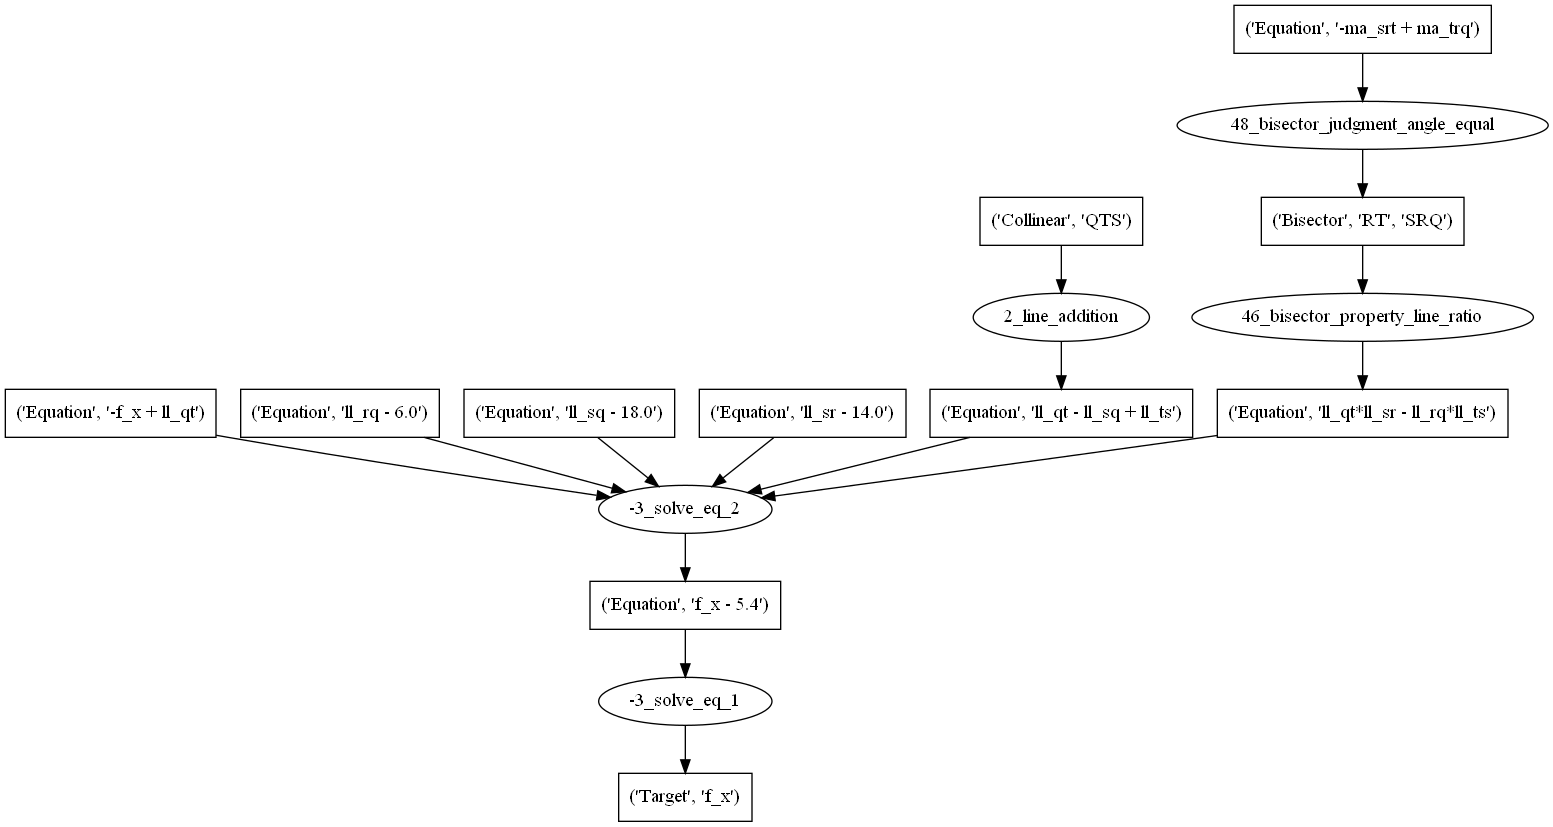 ('Equation', '-ma_srt + ma_trq')
48_bisector_judgment_angle_equal
('Collinear', 'QTS')
('Bisector', 'RT', 'SRQ')
2_line_addition
46_bisector_property_line_ratio
('Equation', '-f_x + ll_qt')
('Equation', 'll_rq - 6.0')
('Equation', 'll_sq - 18.0')
('Equation', 'll_sr - 14.0')
('Equation', 'll_qt - ll_sq + ll_ts')
('Equation', 'll_qt*ll_sr - ll_rq*ll_ts')
-3_solve_eq_2
('Equation', 'f_x - 5.4')
-3_solve_eq_1
('Target', 'f_x')